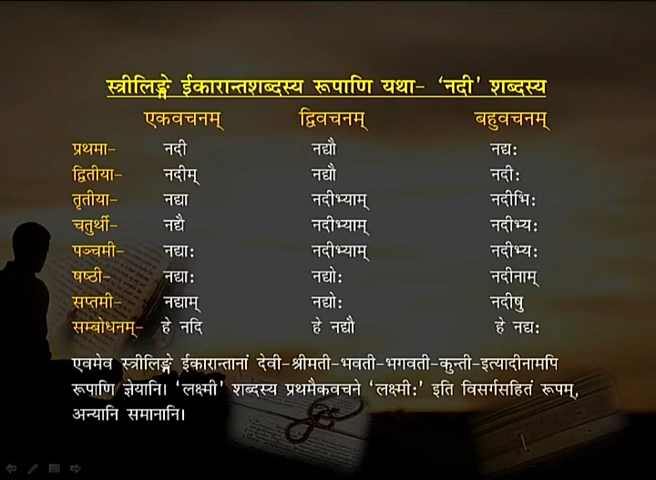 स्त्रीलिङ्गे ईकारान्तशब्दस्य रूपाणि यथा- ‘नदी’ शब्दस्य
एकवचनम् द्विवचनम् बहुवचनम्
प्रथमा- नदी नद्यौ नद्य:
द्वितीया- नदीम् नद्यौ नदी:
तृतीया- नद्या नदीभ्याम् नदीभि:
चतुर्थी- नद्यै नदीभ्याम् नदीभ्य:
पञ्चमी- नद्या: नदीभ्याम् नदीभ्य:
षष्ठी- नद्या: नद्यो: नदीनाम्
सप्तमी- नद्याम् नद्यो: नदीषु
सम्बोधनम्- हे नदि हे नद्यौ हे नद्य:
एवमेव स्त्रीलिङ्गे ईकारान्तानां देवी-श्रीमती-भवती-भगवती-कुन्ती-इत्यादीनामपि
रूपाणि ज्ञेयानि। ‘लक्ष्मी’ शब्दस्य प्रथमैकवचने ‘लक्ष्मी:’ इति विसर्गसहितं रूपम्,
अन्यानि समानानि।